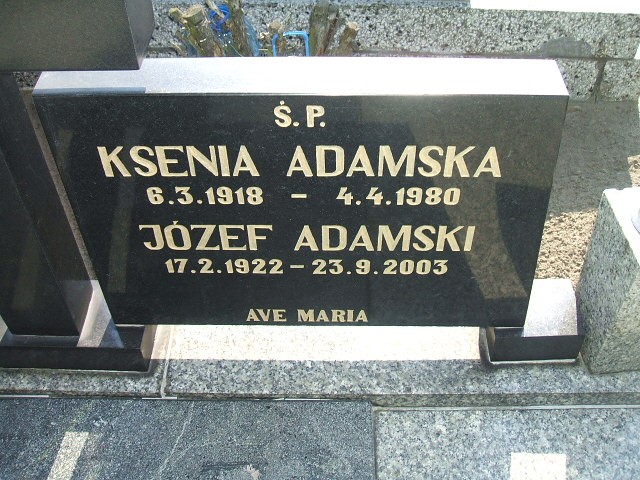 Ś.P.
KSENIA ADAMSKA
6.3.1918 - 4.4.1980
JÓZEF ADAMSKI
17.2.1922 - 23.9.2003
AVE MARIA